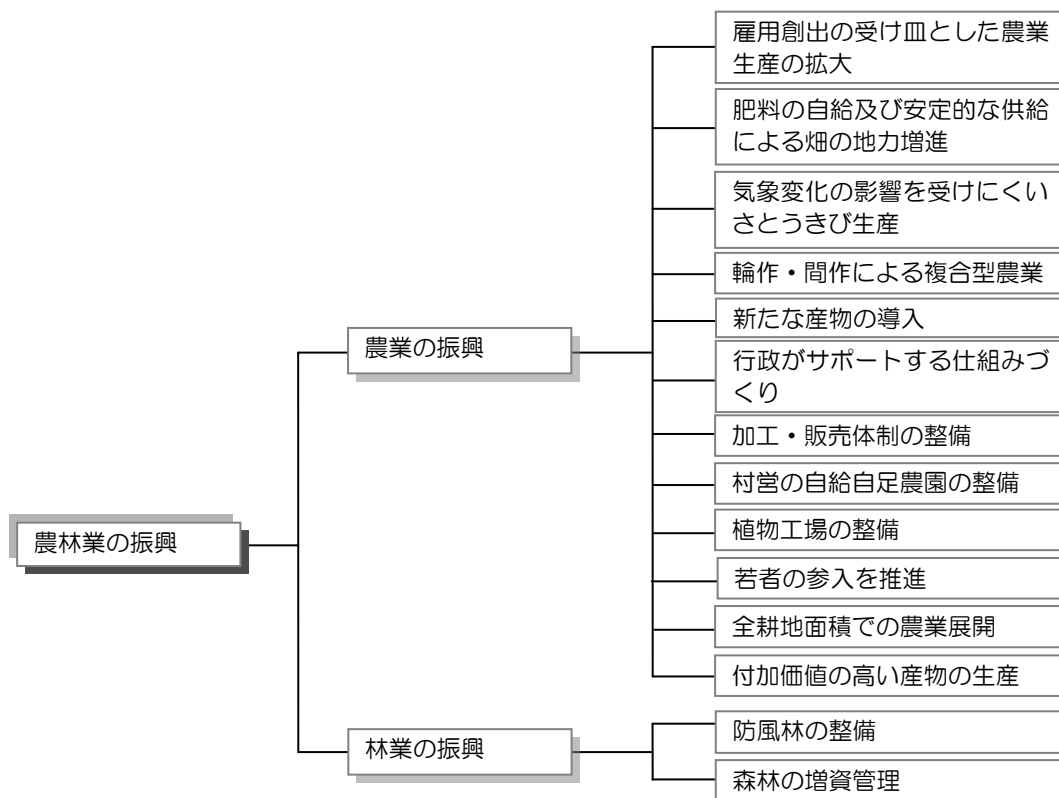 雇用創出の受け皿とした農業
生産の拡大
肥料の自給及び安定的な供給
による畑の地力増進
気象変化の影響を受けにくい
さとうきび生産
輪作・間作による複合型農業
新たな産物の導入
農業の振興
行政がサポートする仕組みづ
くり
加工・販売体制の整備
村営の自給自足農園の整備
植物工場の整備
農林業の振興
若者の参入を推進
全耕地面積での農業展開
付加価値の高い産物の生産
防風林の整備
林業の振興
森林の増資管理